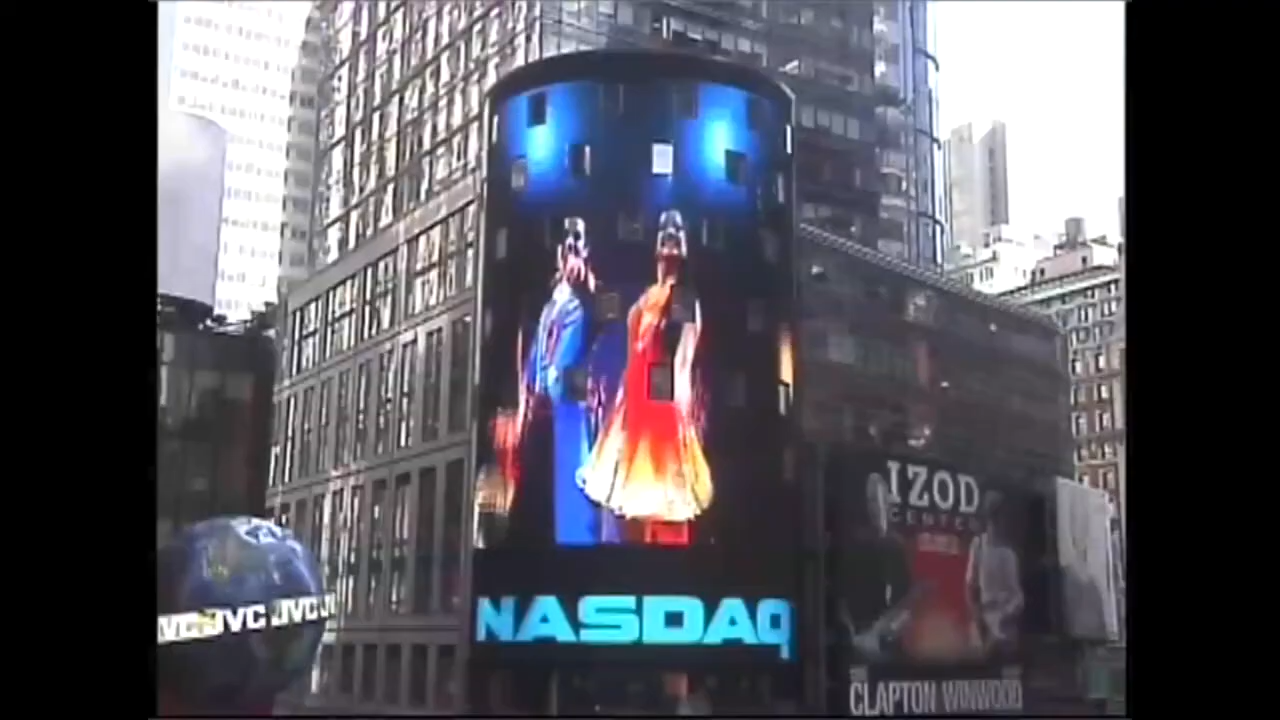 NASDAQ
JVC JVC JVC
IZOD
CENTER
CLAPTON WINWOOD